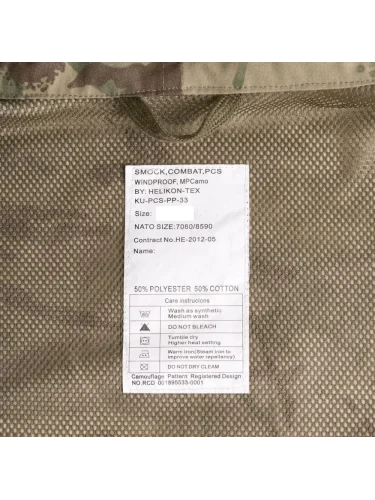 SMOCK,COMBAT,PCS
WINDPROOF, MPCamo
BY: HELIKON-TEX
KU-PCS-PP-33
Size:
NATO SIZE:7080/8590
Contract No.HE-2012-05
Name:
50% POLYESTER 50% COTTON
Care instrucions
Wash as synthetic
Medium wash
DO NOT BLEACH
Tumble dry
Higher heat setting
Warm iron(Steam iron to
improve water repellency)
DO NOT DRY CLEAM
Camouflage Pattern Registered Design
NO.RCD 001895533-0001